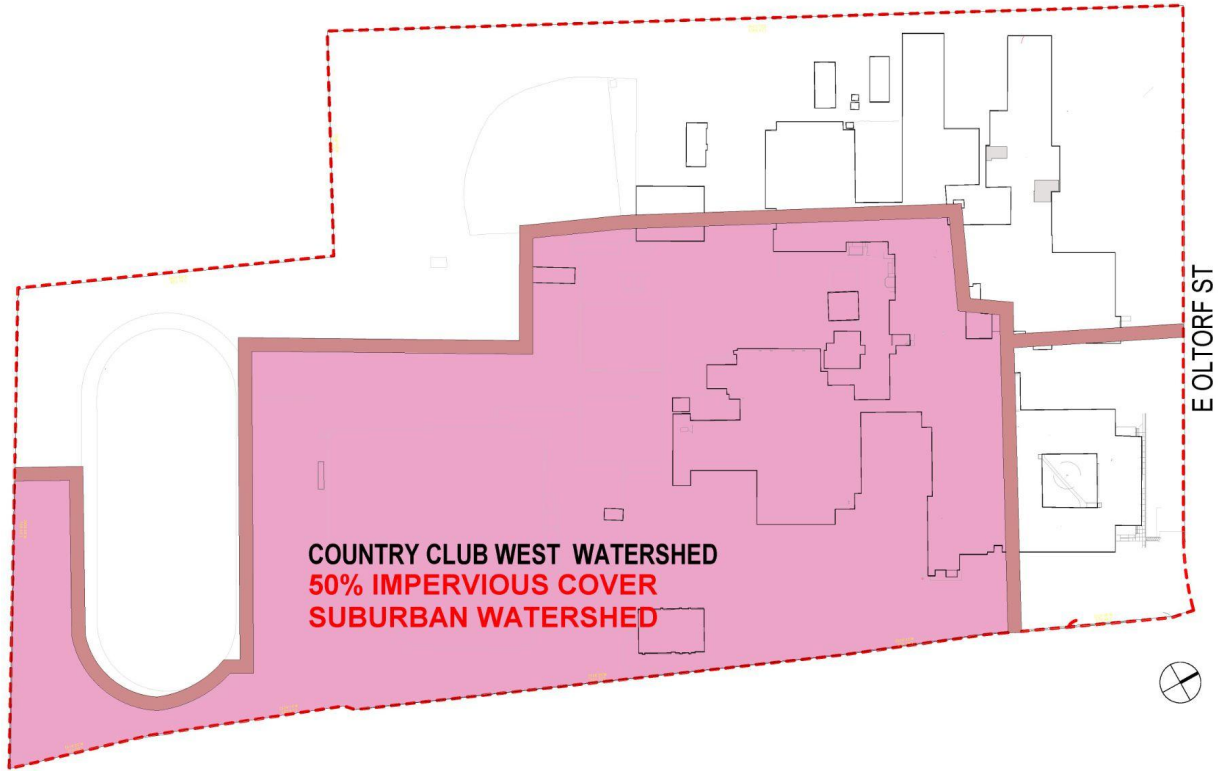 COUNTRY CLUB WEST WATERSHED
50% IMPERVIOUS COVER
SUBURBAN WATERSHED
E OLTORF ST